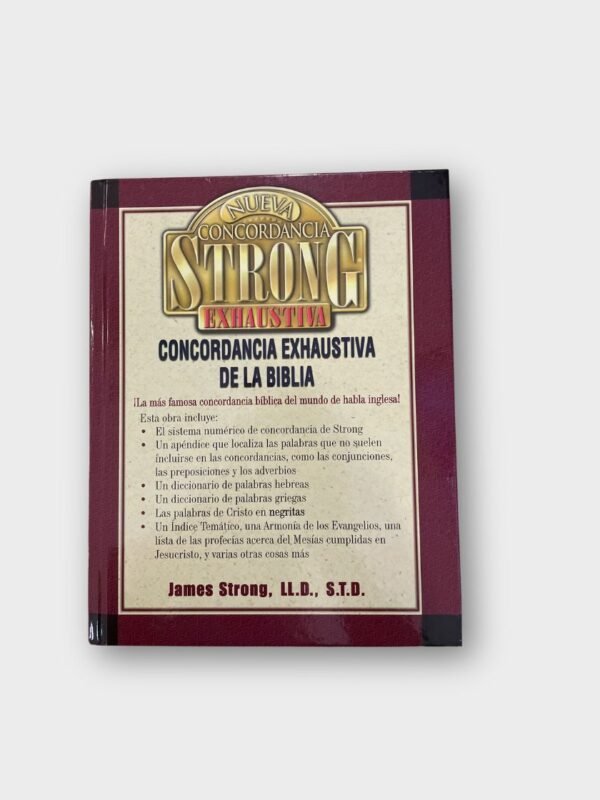 NUEVA
CONCORDANCIA
STRONG
EXHAUSTIVA
CONCORDANCIA EXHAUSTIVA
DE LA BIBLIA
¡La más famosa concordancia bíblica del mundo de habla inglesa!
Esta obra incluye:
• El sistema numérico de concordancia de Strong
• Un apéndice que localiza las palabras que no suelen
incluirse en las concordancias, como las conjunciones,
las preposiciones y los adverbios
• Un diccionario de palabras hebreas
• Un diccionario de palabras griegas
• Las palabras de Cristo en negritas
• Un Índice Temático, una Armonía de los Evangelios, una
lista de las profecías acerca del Mesías cumplidas en
Jesucristo, y varias otras cosas más
James Strong, LL.D., S.T.D.